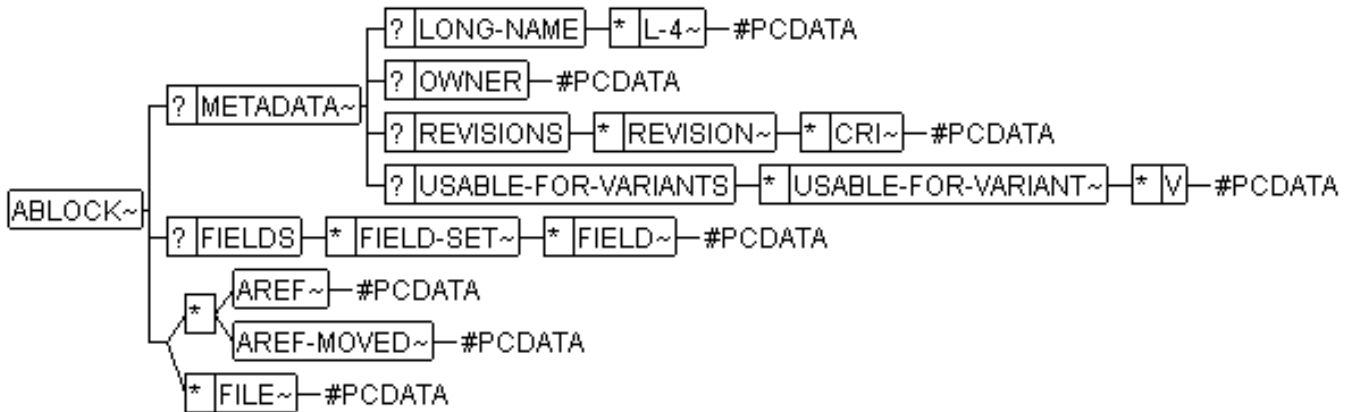 ? LONG-NAME * L-4~ #PCDATA
? OWNER #PCDATA
? METADATA~
? REVISIONS * REVISION~ * CRI~ #PCDATA
? USABLE-FOR-VARIANTS * USABLE-FOR-VARIANT~ * V #PCDATA
ABLOCK~
? FIELDS * FIELD-SET~ * FIELD~ #PCDATA
AREF~ #PCDATA
*
AREF-MOVED~ #PCDATA
* FILE~ #PCDATA